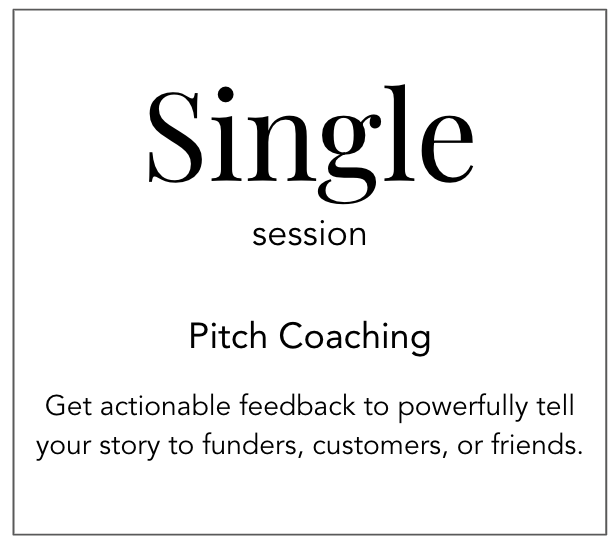 Single
session
Pitch Coaching
Get actionable feedback to powerfully tell
your story to funders, customers, or friends.